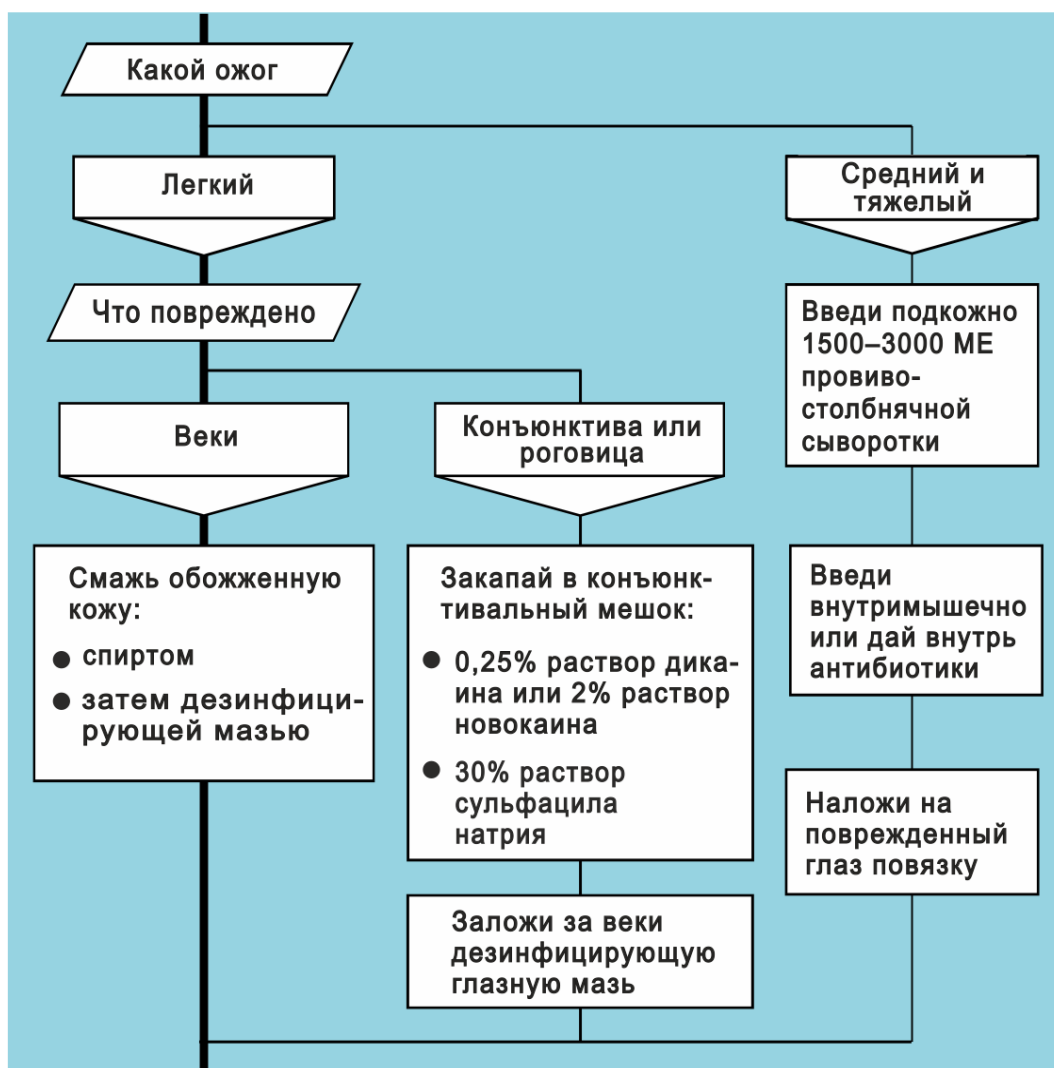 Какой ожог
Легкий
Средний и
тяжелый
Что повреждено
Веки
Конъюнктива или
роговица
Смажь обожженную
кожу:
● спиртом
● затем дезинфици-
рующей мазью
Закапай в конъюнк-
тивальный мешок:
● 0,25% раствор дика-
ина или 2% раствор
новокаина
● 30% раствор
сульфацила
натрия
Заложи за веки
дезинфицирующую
глазную мазь
Введи подкожно
1500–3000 МЕ
провиво-
столбнячной
сыворотки
Введи
внутримышечно
или дай внутрь
антибиотики
Наложи на
поврежденный
глаз повязку